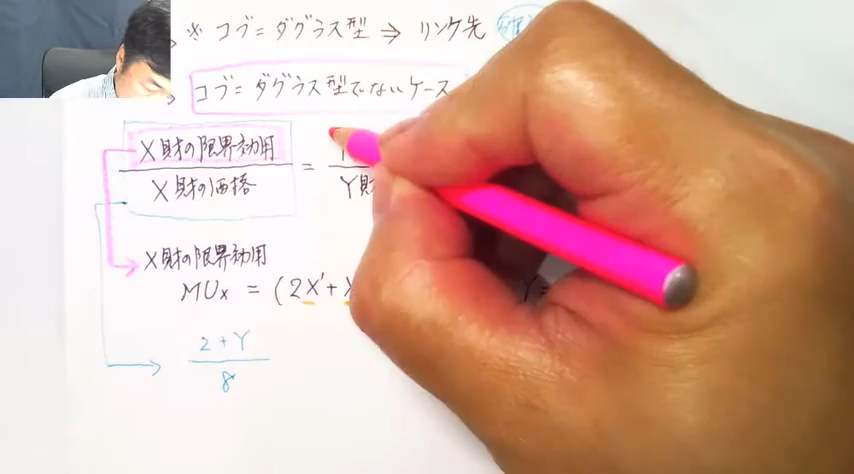 ※ コブ=ダグラス型 ⇒ リンク先
コブ=ダグラス型でないケース
X財の限界効用
X財の価格
=
Y財
X財の限界効用
MUx = (2X'+
2+Y
8